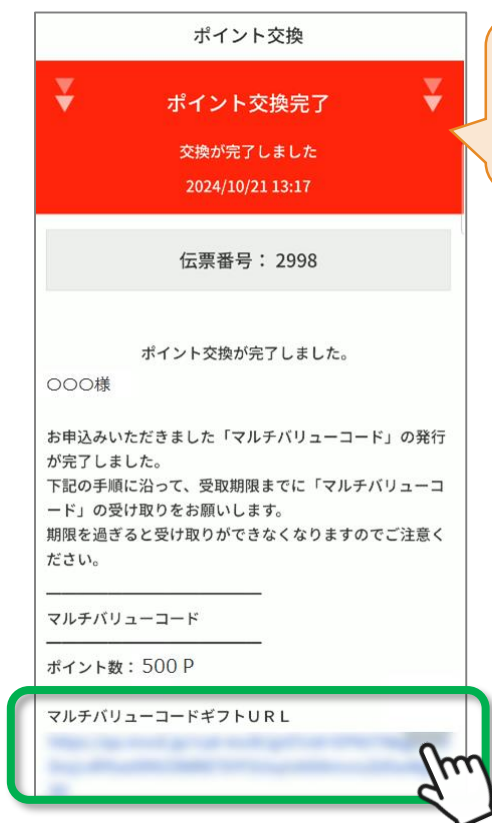 ポイント交換
ポイント交換完了
交換が完了しました
2024/10/21 13:17
伝票番号： 2998
ポイント交換が完了しました。
〇〇〇様
お申込みいただきました「マルチバリューコード」の発行
が完了しました。
下記の手順に沿って、受取期限までに「マルチバリューコ
ード」の受け取りをお願いします。
期限を過ぎると受け取りができなくなりますのでご注意く
ださい。
マルチバリューコード
ポイント数：500 P
マルチバリューコードギフトＵＲＬ